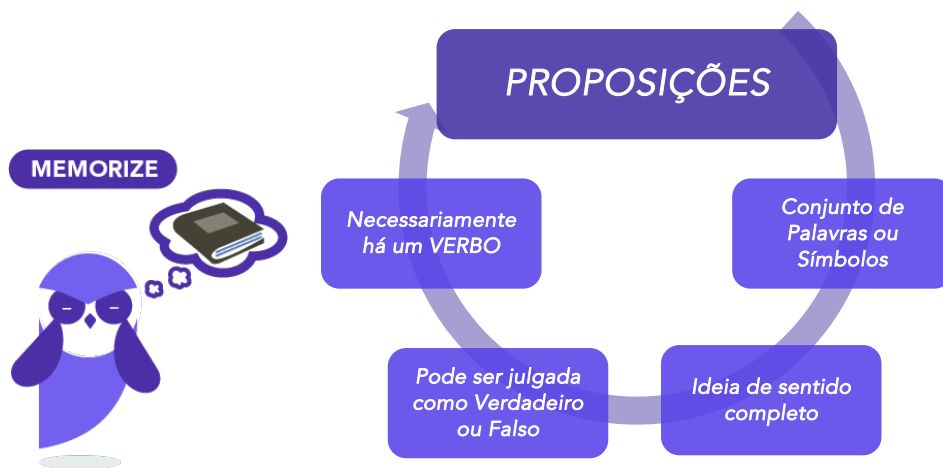 PROPOSIÇÕES
MEMORIZE
Necessariamente
há um VERBO
Conjunto de
Palavras ou
Símbolos
Pode ser julgada
como Verdadeiro
ou Falso
Ideia de sentido
completo